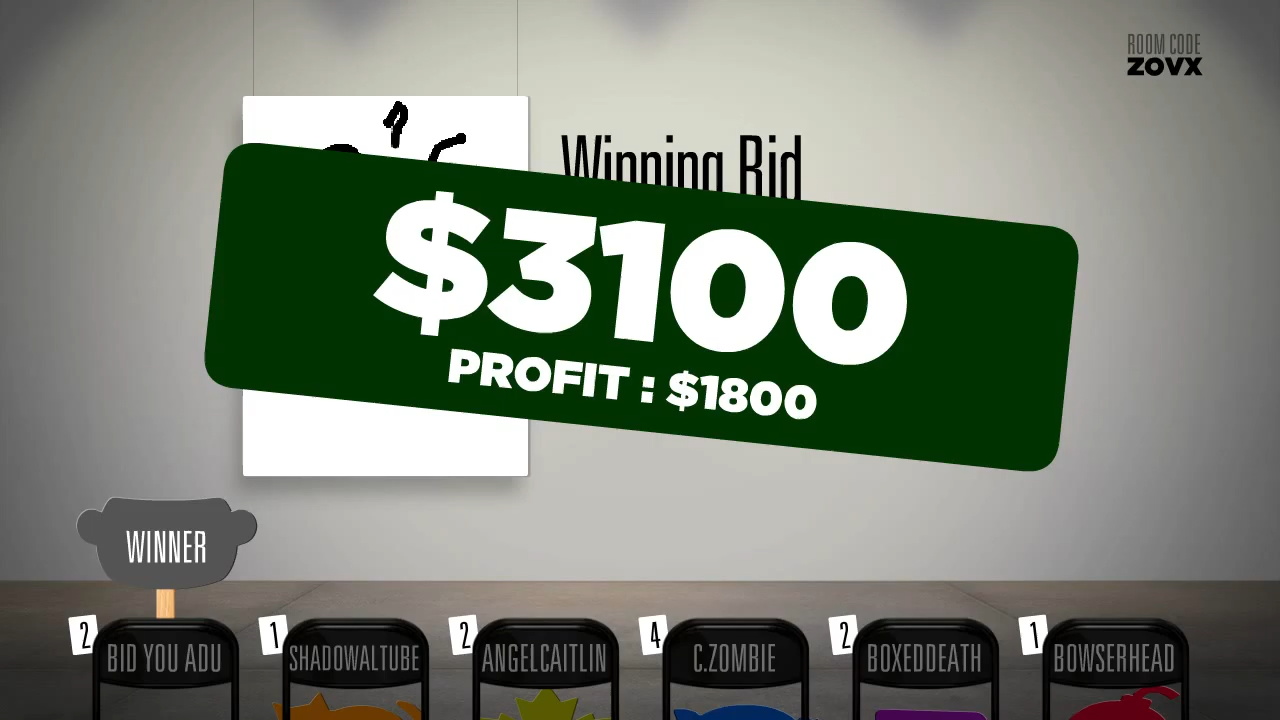 ROOM CODE
ZOVX
Winning Bid
$3100
PROFIT : $1800
WINNER
2 BID YOU ADU
1 SHADOWALTUBE
2 ANGELCAITLIN
4 C.ZOMBIE
2 BOXEDDEATH
1 BOWSERHEAD